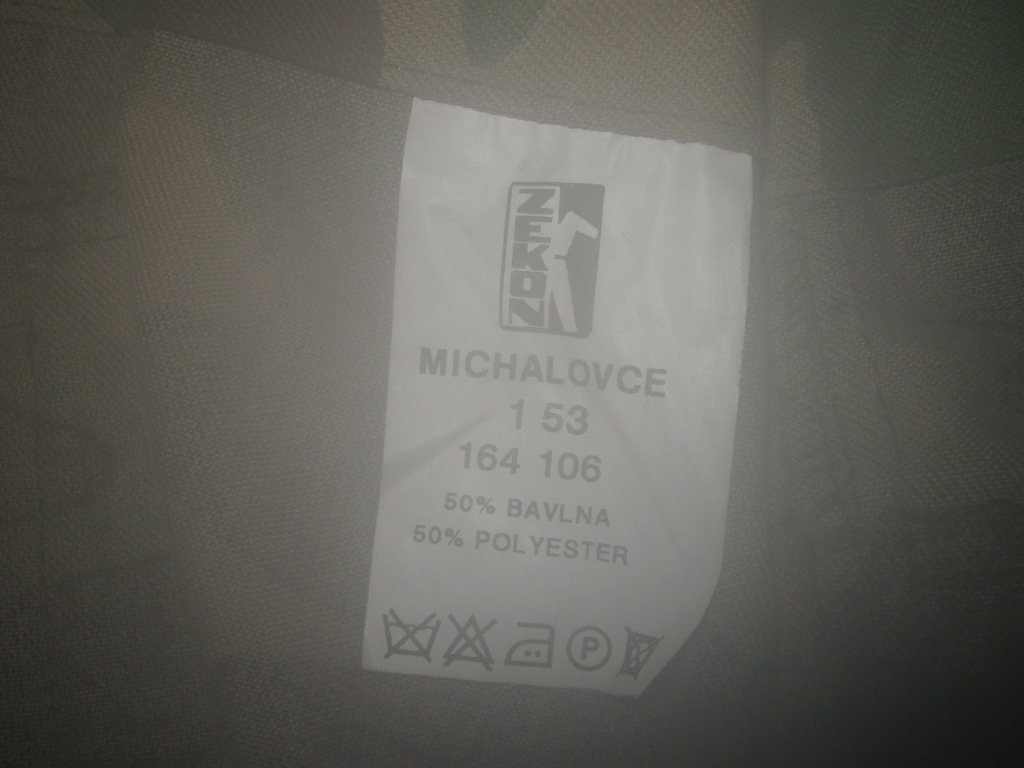 ZEKON
MICHALOVCE
1 53
164 106
50% BAVLNA
50% POLYESTER
P